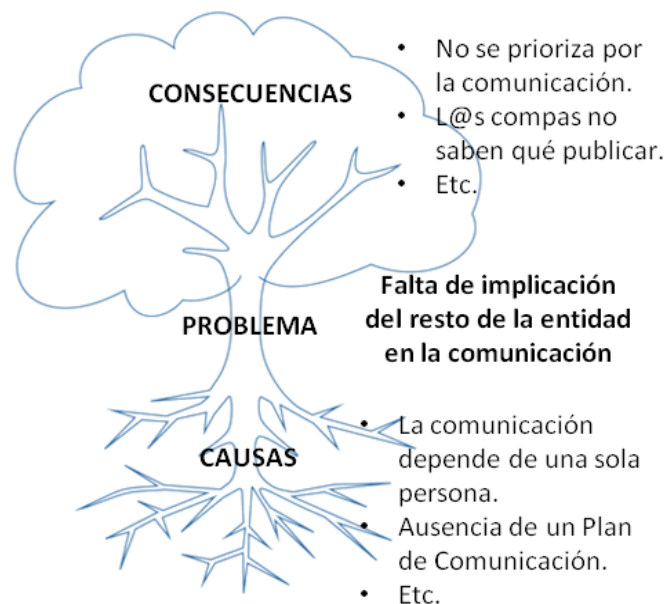 CONSECUENCIAS
• No se prioriza por
la comunicación.
• L@s compas no
saben qué publicar.
• Etc.
PROBLEMA
Falta de implicación
del resto de la entidad
en la comunicación
CAUSAS
• La comunicación
depende de una sola
persona.
• Ausencia de un Plan
de Comunicación.
• Etc.